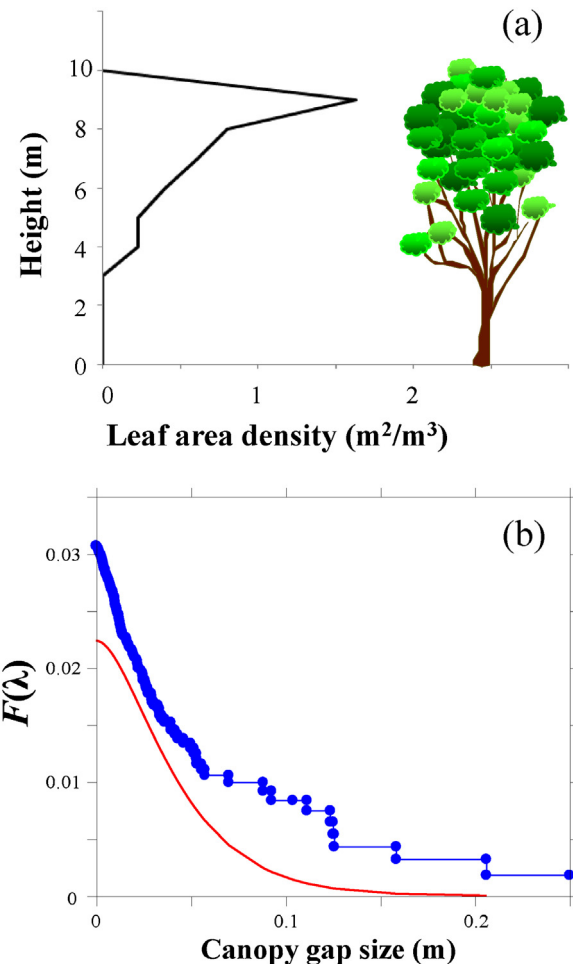 (a)
10
8
6
4
2
0
Height (m)
0 1 2
Leaf area density (m²/m³)
(b)
0.03
0.02
0.01
0
F(λ)
0 0.1 0.2
Canopy gap size (m)